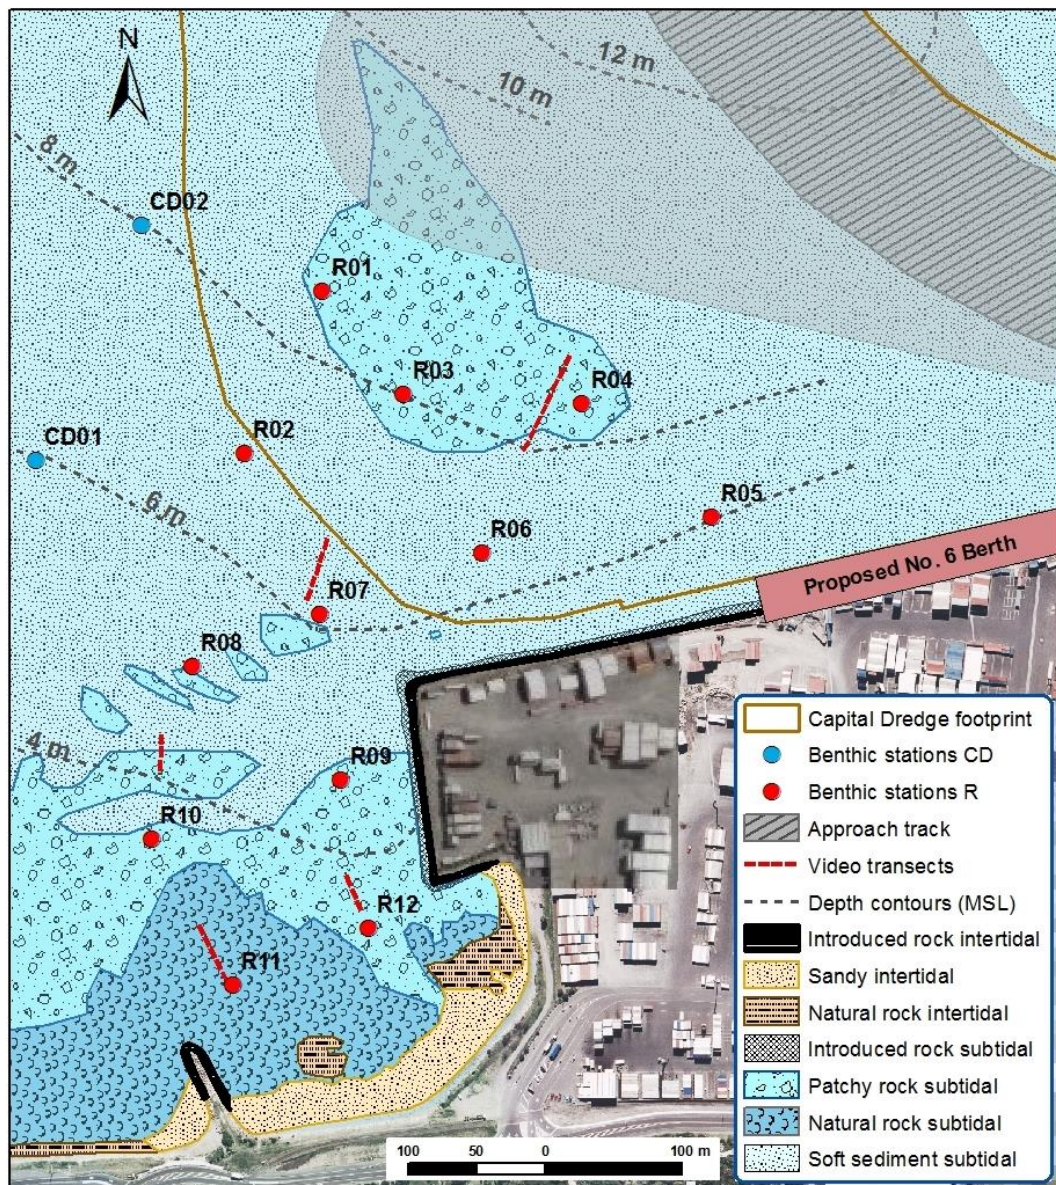 N
12 m
10 m
8 m
CD02
R01
R03
R04
R02
CD01
6 m
R05
R06
R07
Proposed No. 6 Berth
R08
4 m
R09
R10
R12
R11
Capital Dredge footprint
Benthic stations CD
Benthic stations R
Approach track
Video transects
Depth contours (MSL)
Introduced rock intertidal
Sandy intertidal
Natural rock intertidal
Introduced rock subtidal
Patchy rock subtidal
Natural rock subtidal
Soft sediment subtidal
100 50 0 100 m